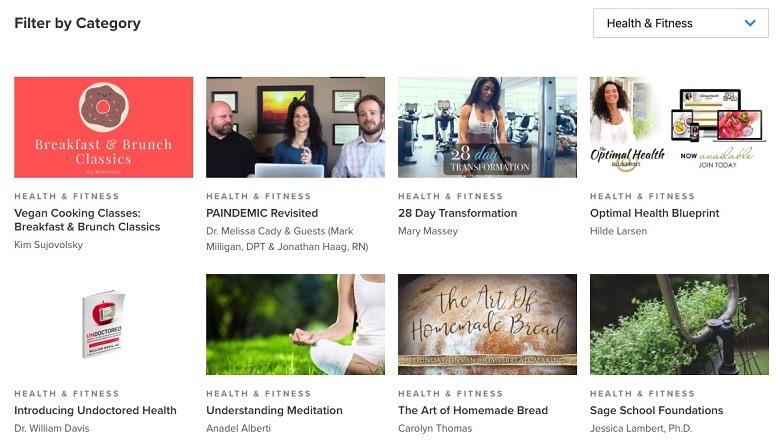 Filter by Category
Health & Fitness
Breakfast & Brunch
Classics
28 day
TRANSFORMATION
The
Optimal Health
BLUEPRINT
NOW available
JOIN TODAY
HEALTH & FITNESS
Vegan Cooking Classes:
Breakfast & Brunch Classics
Kim Sujovolsky
HEALTH & FITNESS
PAINDEMIC Revisited
Dr. Melissa Cady & Guests (Mark
Milligan, DPT & Jonathan Haag, RN)
HEALTH & FITNESS
28 Day Transformation
Mary Massey
HEALTH & FITNESS
Optimal Health Blueprint
Hilde Larsen
UNDOCTORED
The Art Of
Homemade Bread
FOUNDATIONS IN HOMEBREAD MAKING
HEALTH & FITNESS
Introducing Undoctored Health
Dr. William Davis
HEALTH & FITNESS
Understanding Meditation
Anadel Alberti
HEALTH & FITNESS
The Art of Homemade Bread
Carolyn Thomas
HEALTH & FITNESS
Sage School Foundations
Jessica Lambert, Ph.D.